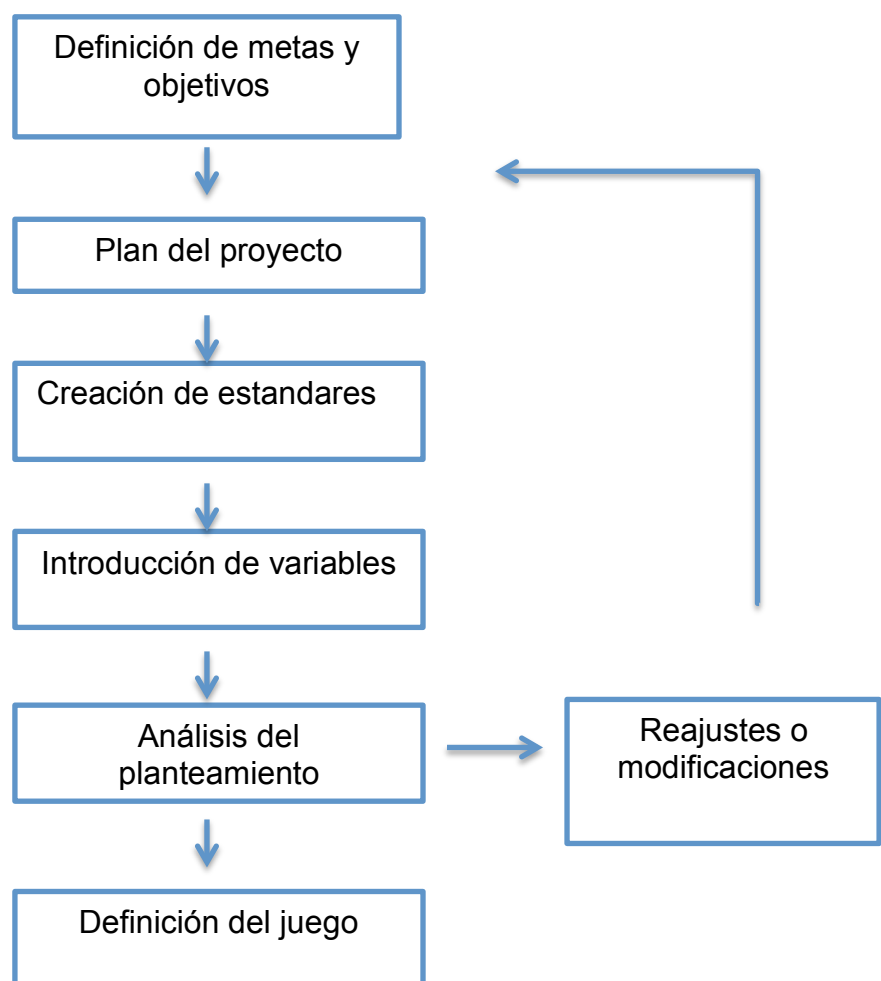 Definición de metas y
objetivos
Plan del proyecto
Creación de estandares
Introducción de variables
Análisis del
planteamiento
Reajustes o
modificaciones
Definición del juego